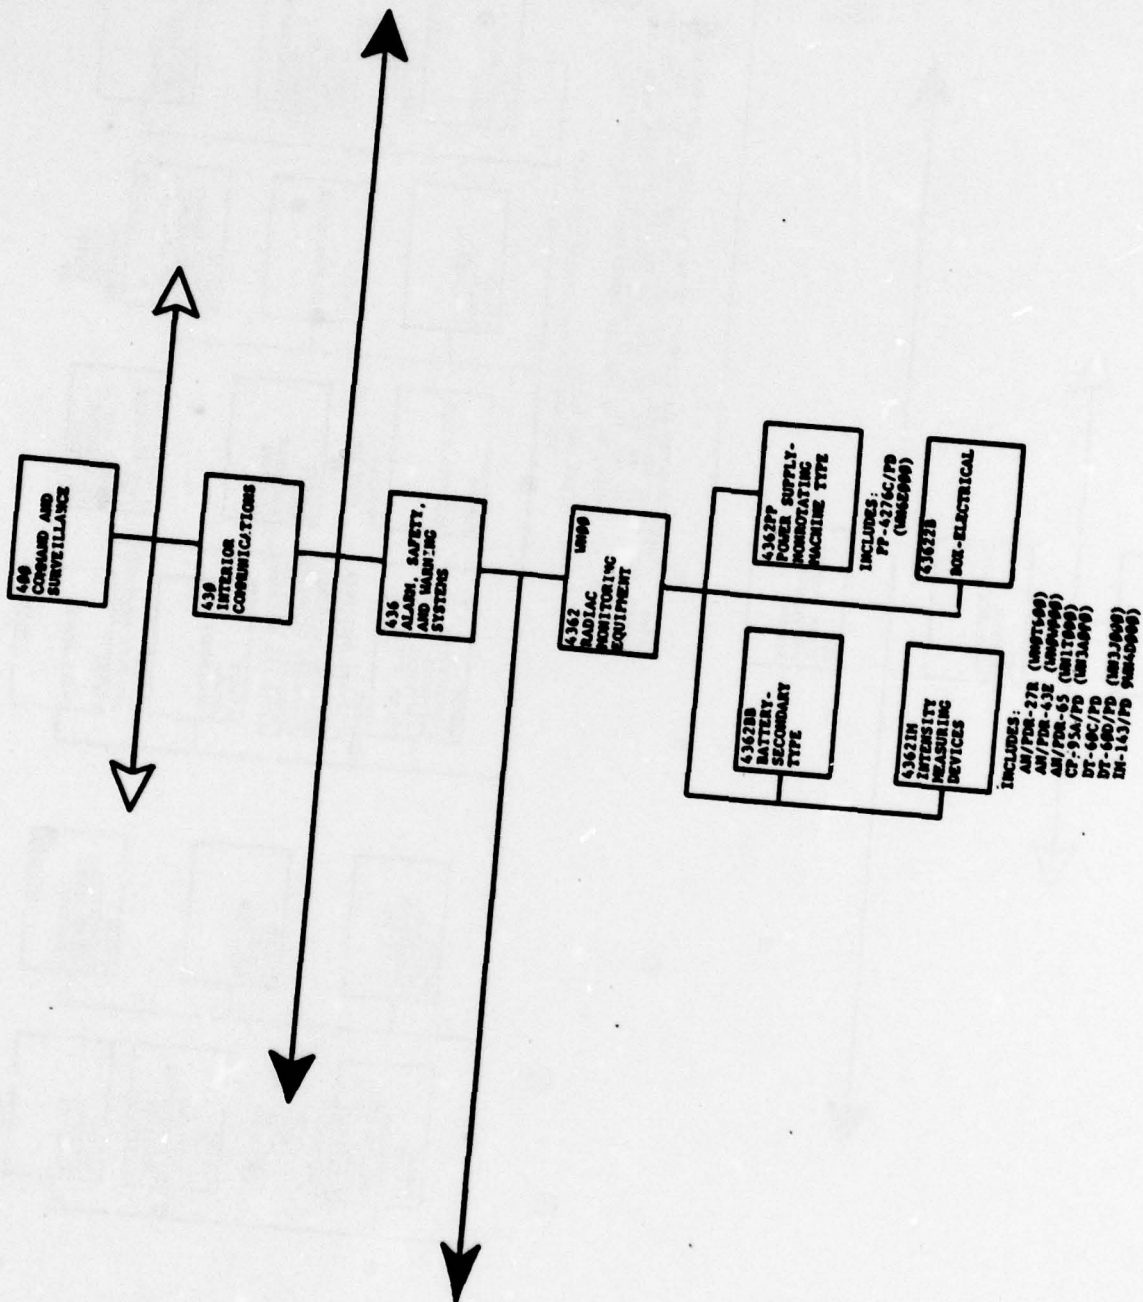 400
COMMAND AND
SURVEILLANCE
430
INTERIOR
COMMUNICATIONS
436
ALARM, SAFETY,
AND WARNING
SYSTEMS
4362 WN00
RADIAC
MONITORING
EQUIPMENT
4362BB
BATTERY-
SECONDARY
TYPE
4362PP
POWER SUPPLY-
NONROTATING
MACHINE TYPE
INCLUDES:
PP-4276C/PD
4362IM
INTENSITY
MEASURING
DEVICES
INCLUDES:
AN/PDR-27R
AN/PDR-43E
AN/PDR-65
CP-95A/PD
DT-60C/PD
DT-60D/PD
IM-143/PD
4362ZB
BOX-ELECTRICAL